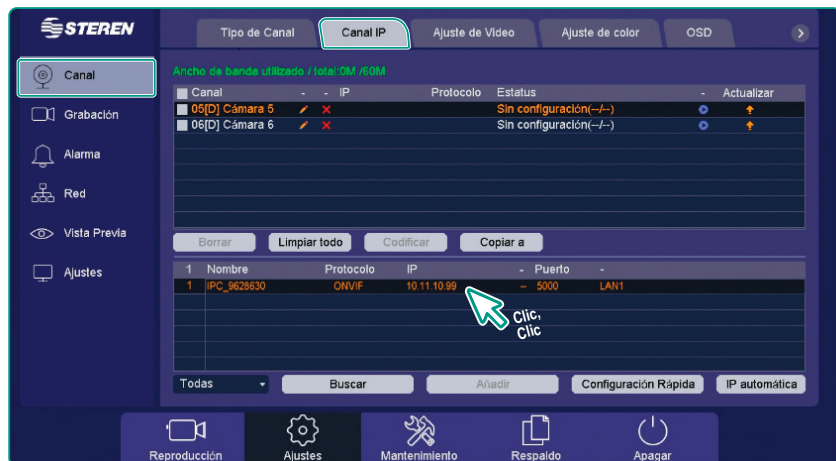 STEREN
Tipo de Canal Canal IP Ajuste de Video Ajuste de color OSD
Canal
Grabación
Alarma
Red
Vista Previa
Ajustes
Ancho de banda utilizado / total:0M /60M
Canal - - IP Protocolo Estatus - Actualizar
05[D] Cámara 5 Sin configuración(--/--)
06[D] Cámara 6 Sin configuración(--/--)
Borrar Limpiar todo Codificar Copiar a
1 Nombre Protocolo IP - Puerto -
1 IPC_9628630 ONVIF 10.11.10.99 -- 5000 LAN1
Clic,
Clic
Todas Buscar Añadir Configuración Rápida IP automática
Reproducción Ajustes Mantenimiento Respaldo Apagar